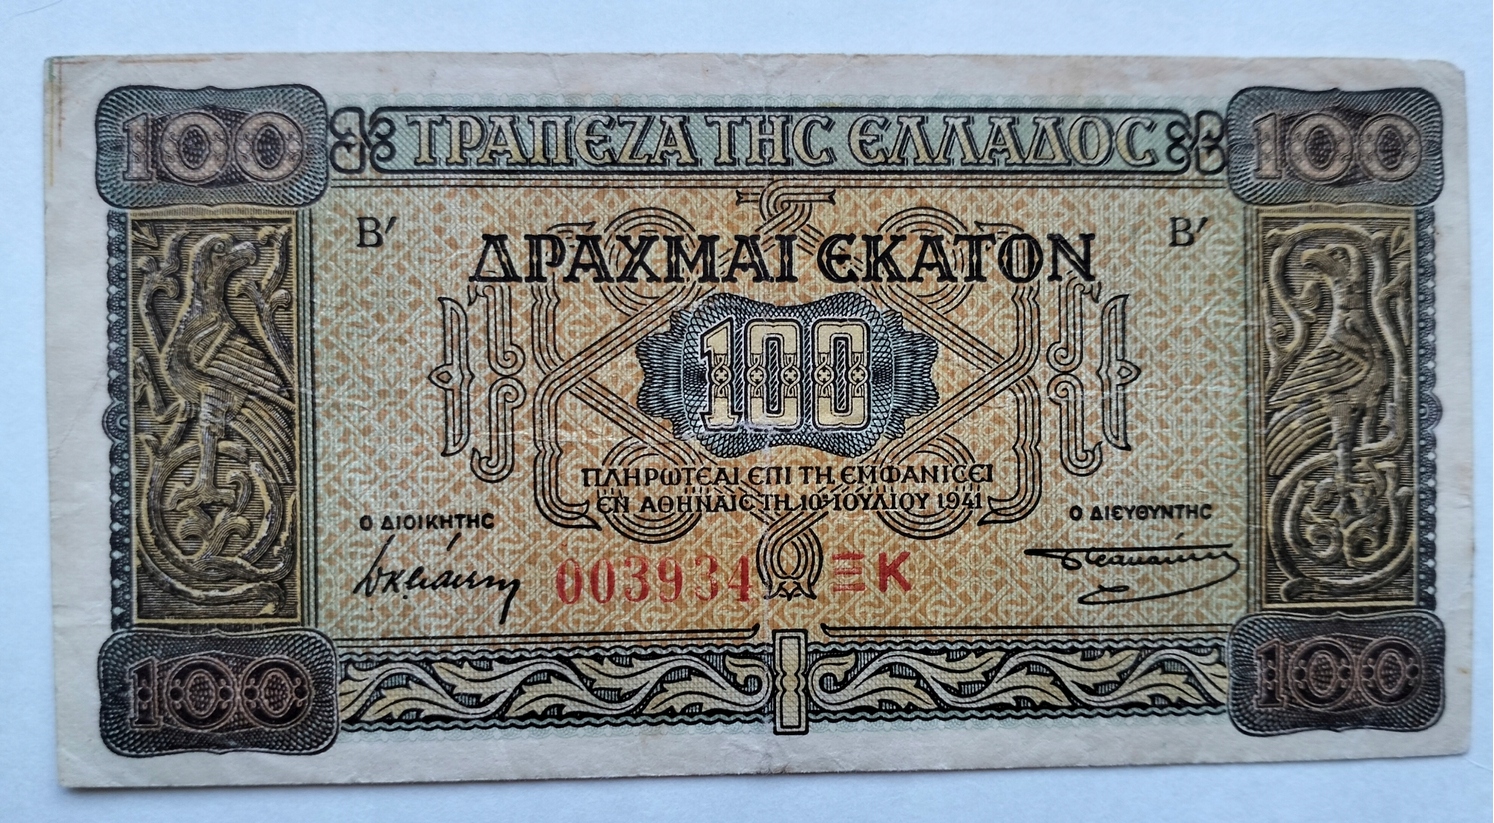 100 ΤΡΑΠΕΖΑ ΤΗϹ ΕΛΛΑΔΟϹ 100
Β′ Β′
ΔΡΑΧΜΑΙ ΕΚΑΤΟΝ
100
ΠΛΗΡΩΤΕΑΙ ΕΠΙ ΤΗ ΕΜΦΑΝΙϹΕΙ
ΕΝ ΑΘΗΝΑΙϹ ΤΗ 10 ΙΟΥΛΙΟΥ 1941
Ο ΔΙΟΙΚΗΤΗϹ Ο ΔΙΕΥΘΥΝΤΗϹ
003934 ΞΚ
100 100